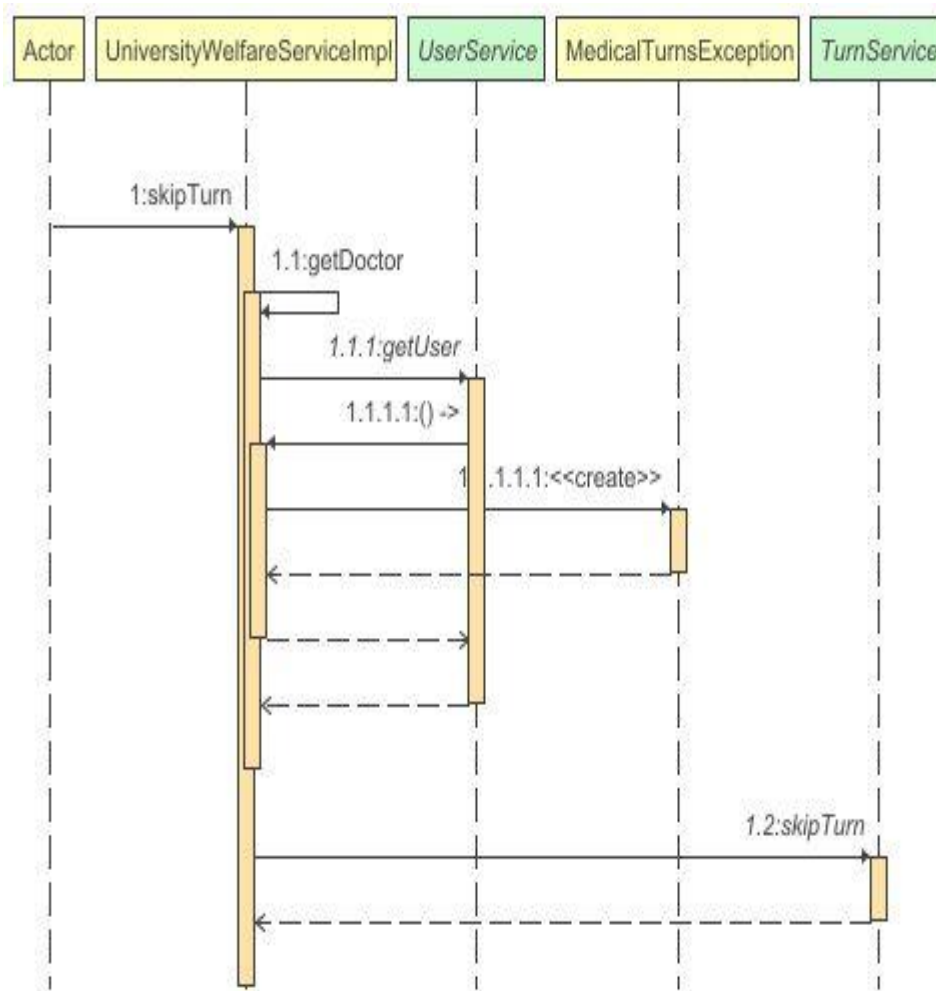 Actor
UniversityWelfareServiceImpl
UserService
MedicalTurnsException
TurnService
1:skipTurn
1.1:getDoctor
1.1.1:getUser
1.1.1.1:() ->
1 .1.1.1:<<create>>
1.2:skipTurn